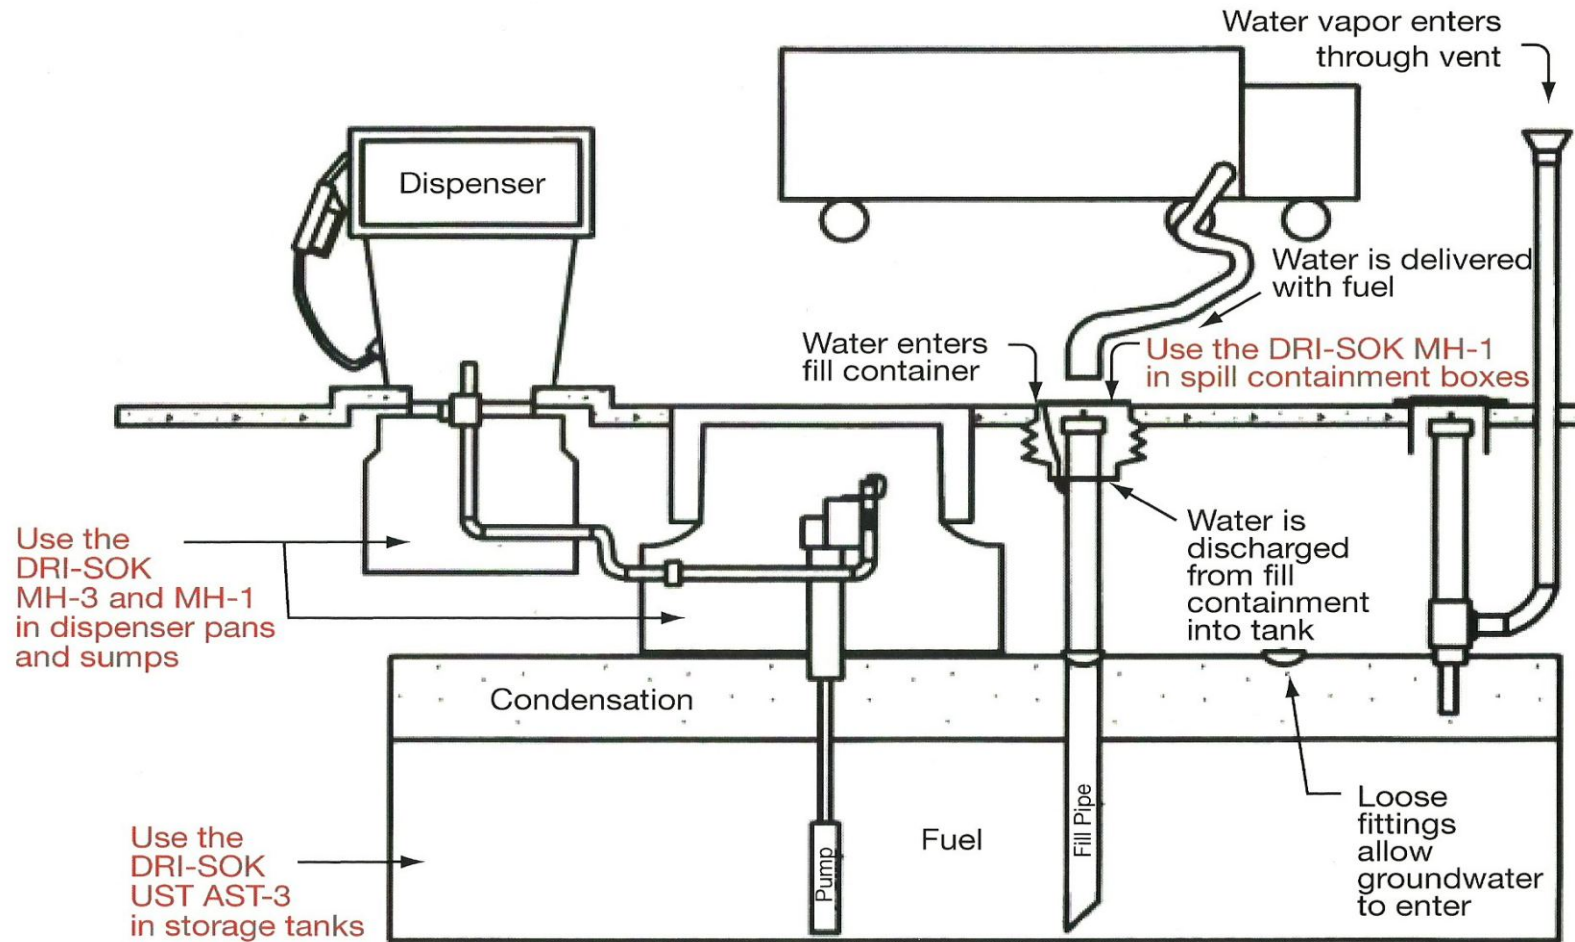 Water vapor enters
through vent
Dispenser
Water is delivered
with fuel
Water enters
fill container
Use the DRI-SOK MH-1
in spill containment boxes
Use the
DRI-SOK
MH-3 and MH-1
in dispenser pans
and sumps
Water is
discharged
from fill
containment
into tank
Condensation
Loose
fittings
allow
groundwater
to enter
Use the
DRI-SOK
UST AST-3
in storage tanks
Pump
Fuel
Fill Pipe